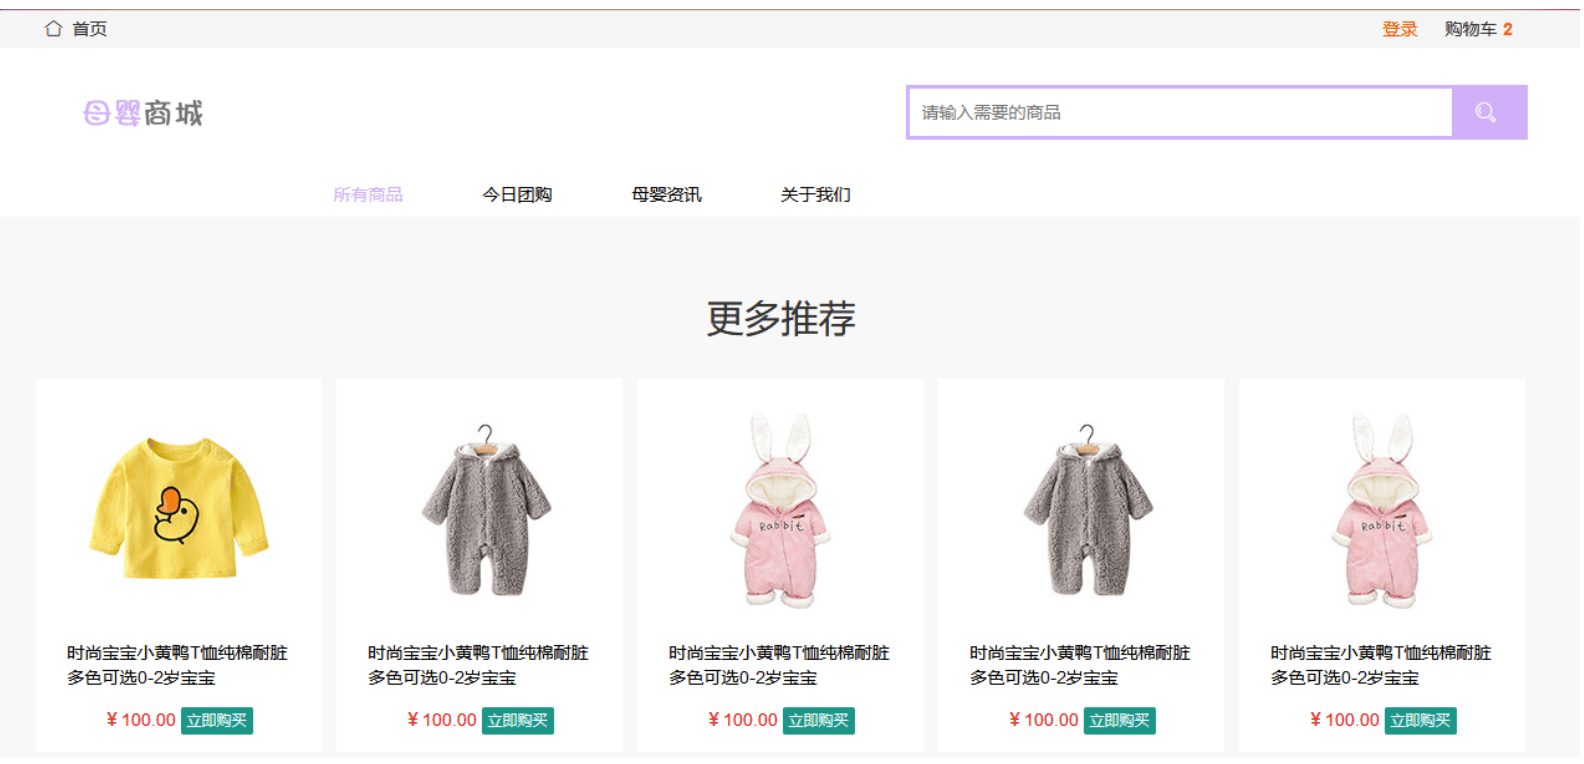 首页
登录 购物车 2
母婴商城
请输入需要的商品
所有商品 今日团购 母婴资讯 关于我们
更多推荐
Rabbit Rabbit
时尚宝宝小黄鸭T恤纯棉耐脏 时尚宝宝小黄鸭T恤纯棉耐脏 时尚宝宝小黄鸭T恤纯棉耐脏 时尚宝宝小黄鸭T恤纯棉耐脏 时尚宝宝小黄鸭T恤纯棉耐脏
多色可选0-2岁宝宝 多色可选0-2岁宝宝 多色可选0-2岁宝宝 多色可选0-2岁宝宝 多色可选0-2岁宝宝
¥ 100.00 立即购买 ¥ 100.00 立即购买 ¥ 100.00 立即购买 ¥ 100.00 立即购买 ¥ 100.00 立即购买